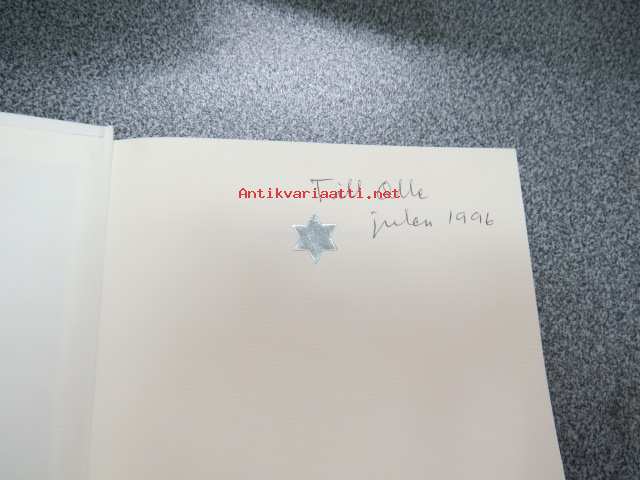 Till Olle
Antikvariaatti.net
julen 1996